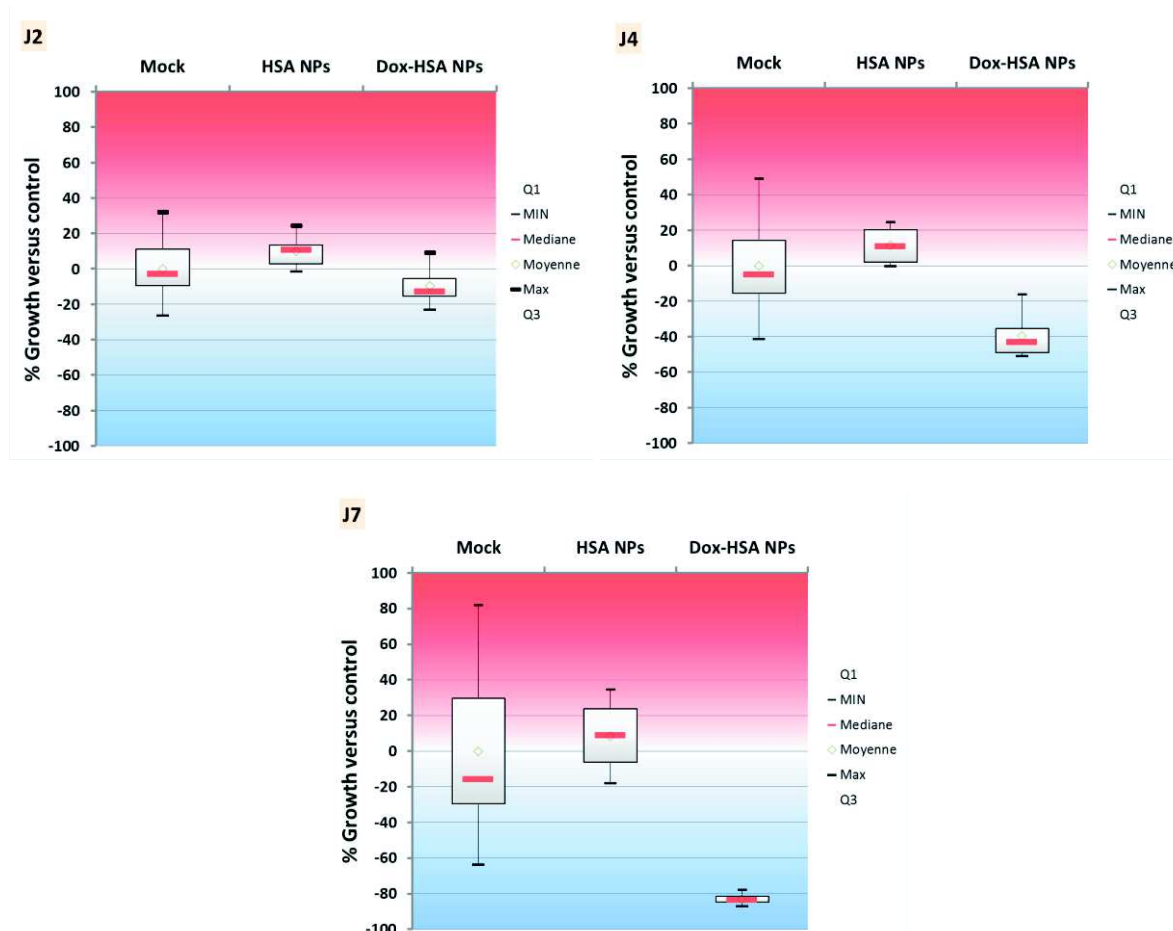 J2
Mock HSA NPs Dox-HSA NPs
% Growth versus control
100
80
60
40
20
0
-20
-40
-60
-80
-100
Q1
MIN
Mediane
Moyenne
Max
Q3
J4
Mock HSA NPs Dox-HSA NPs
% Growth versus control
100
80
60
40
20
0
-20
-40
-60
-80
-100
Q1
MIN
Mediane
Moyenne
Max
Q3
J7
Mock HSA NPs Dox-HSA NPs
% Growth versus control
100
80
60
40
20
0
-20
-40
-60
-80
-100
Q1
MIN
Mediane
Moyenne
Max
Q3